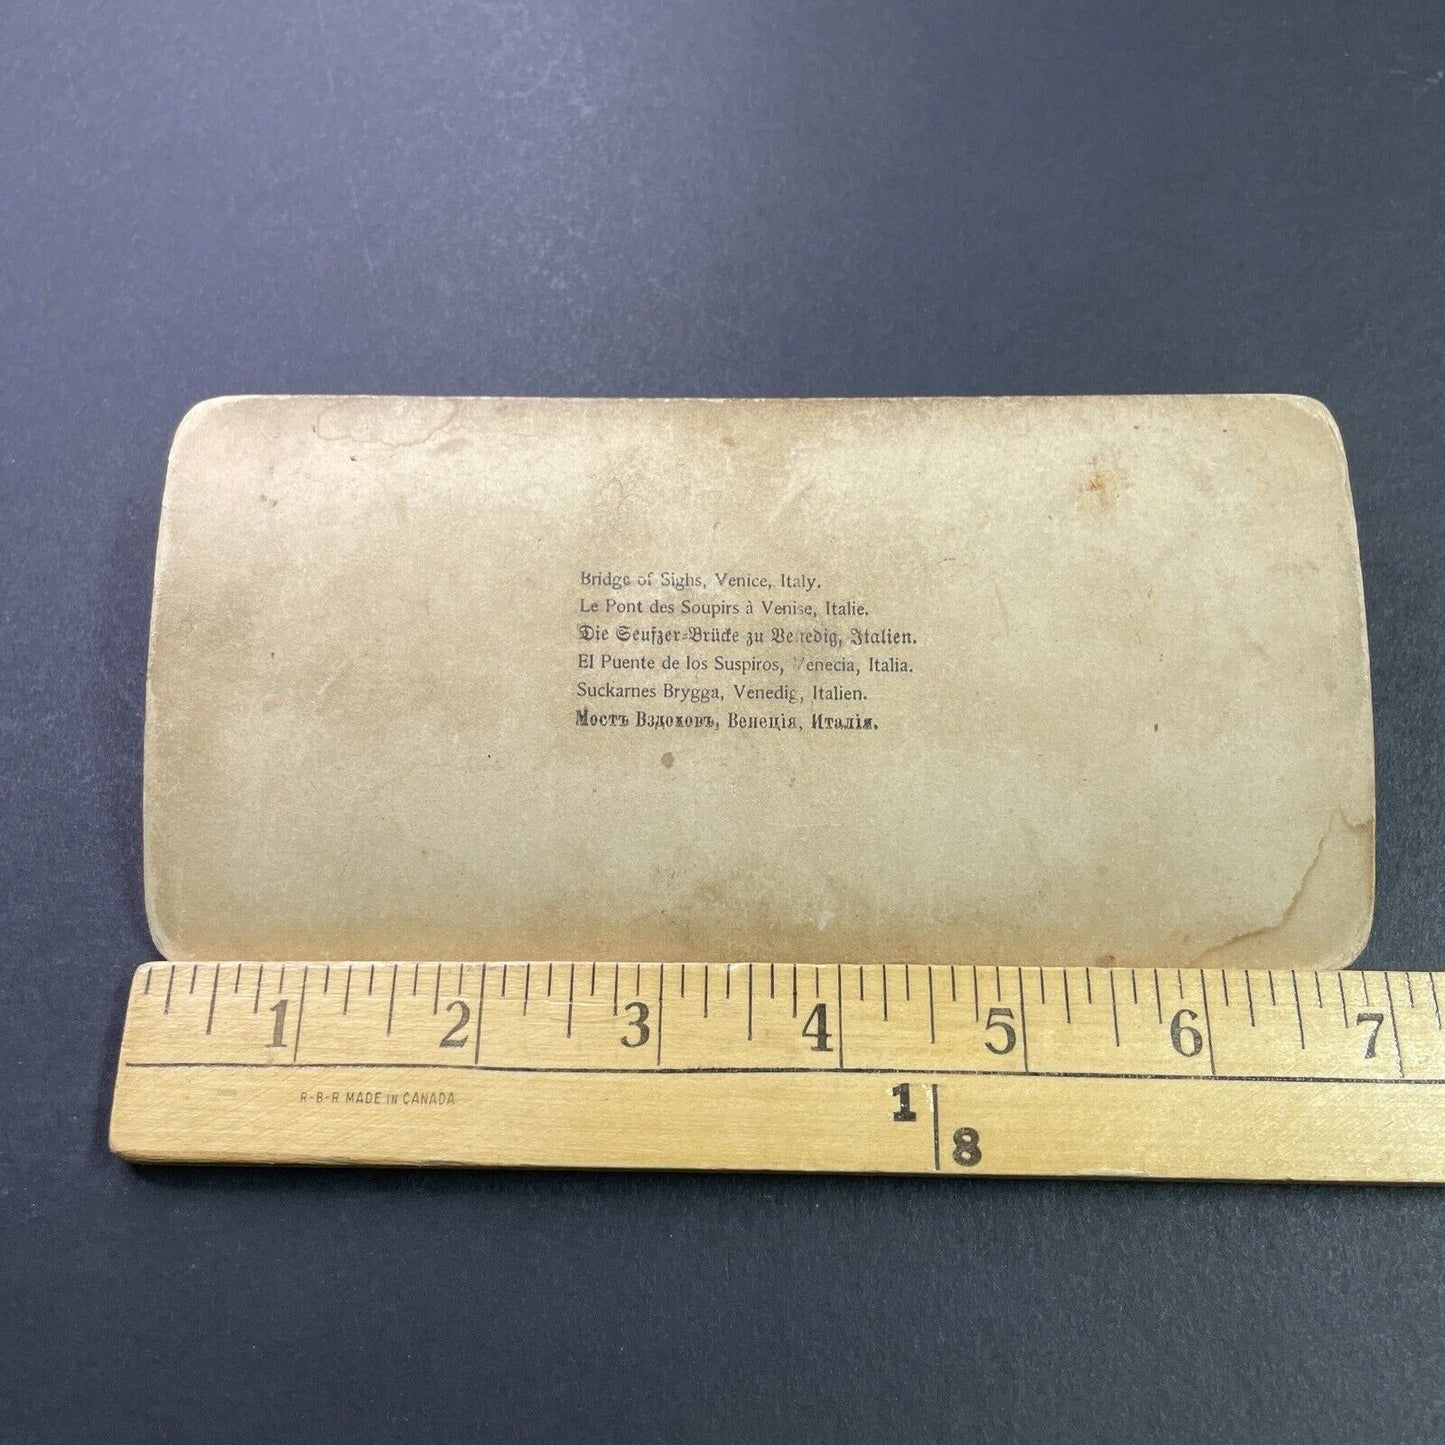 Bridge of Sighs, Venice, Italy.
Le Pont des Soupirs à Venise, Italie.
Die Seufzer-Brücke zu Venedig, Italien.
El Puente de los Suspiros, Venecia, Italia.
Suckarnes Brygga, Venedig, Italien.
Мостъ Вздоховъ, Венеція, Италія.
1 2 3 4 5 6 7
R-B-R MADE IN CANADA
1
8